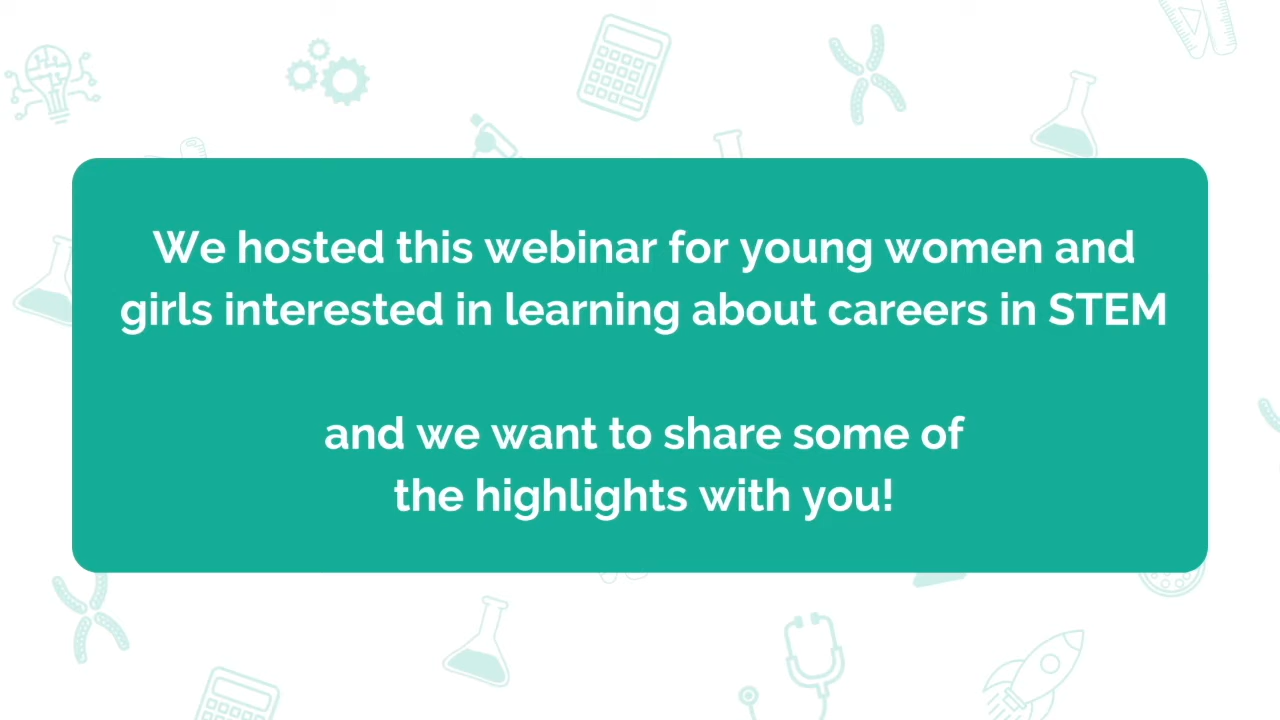 We hosted this webinar for young women and
girls interested in learning about careers in STEM
and we want to share some of
the highlights with you!